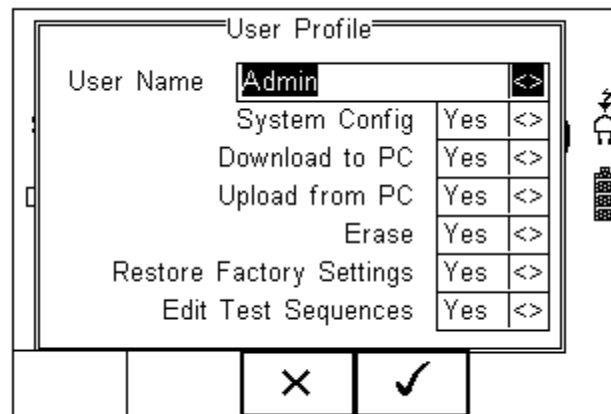 User Profile
User Name Admin <>
System Config Yes <>
Download to PC Yes <>
Upload from PC Yes <>
Erase Yes <>
Restore Factory Settings Yes <>
Edit Test Sequences Yes <>